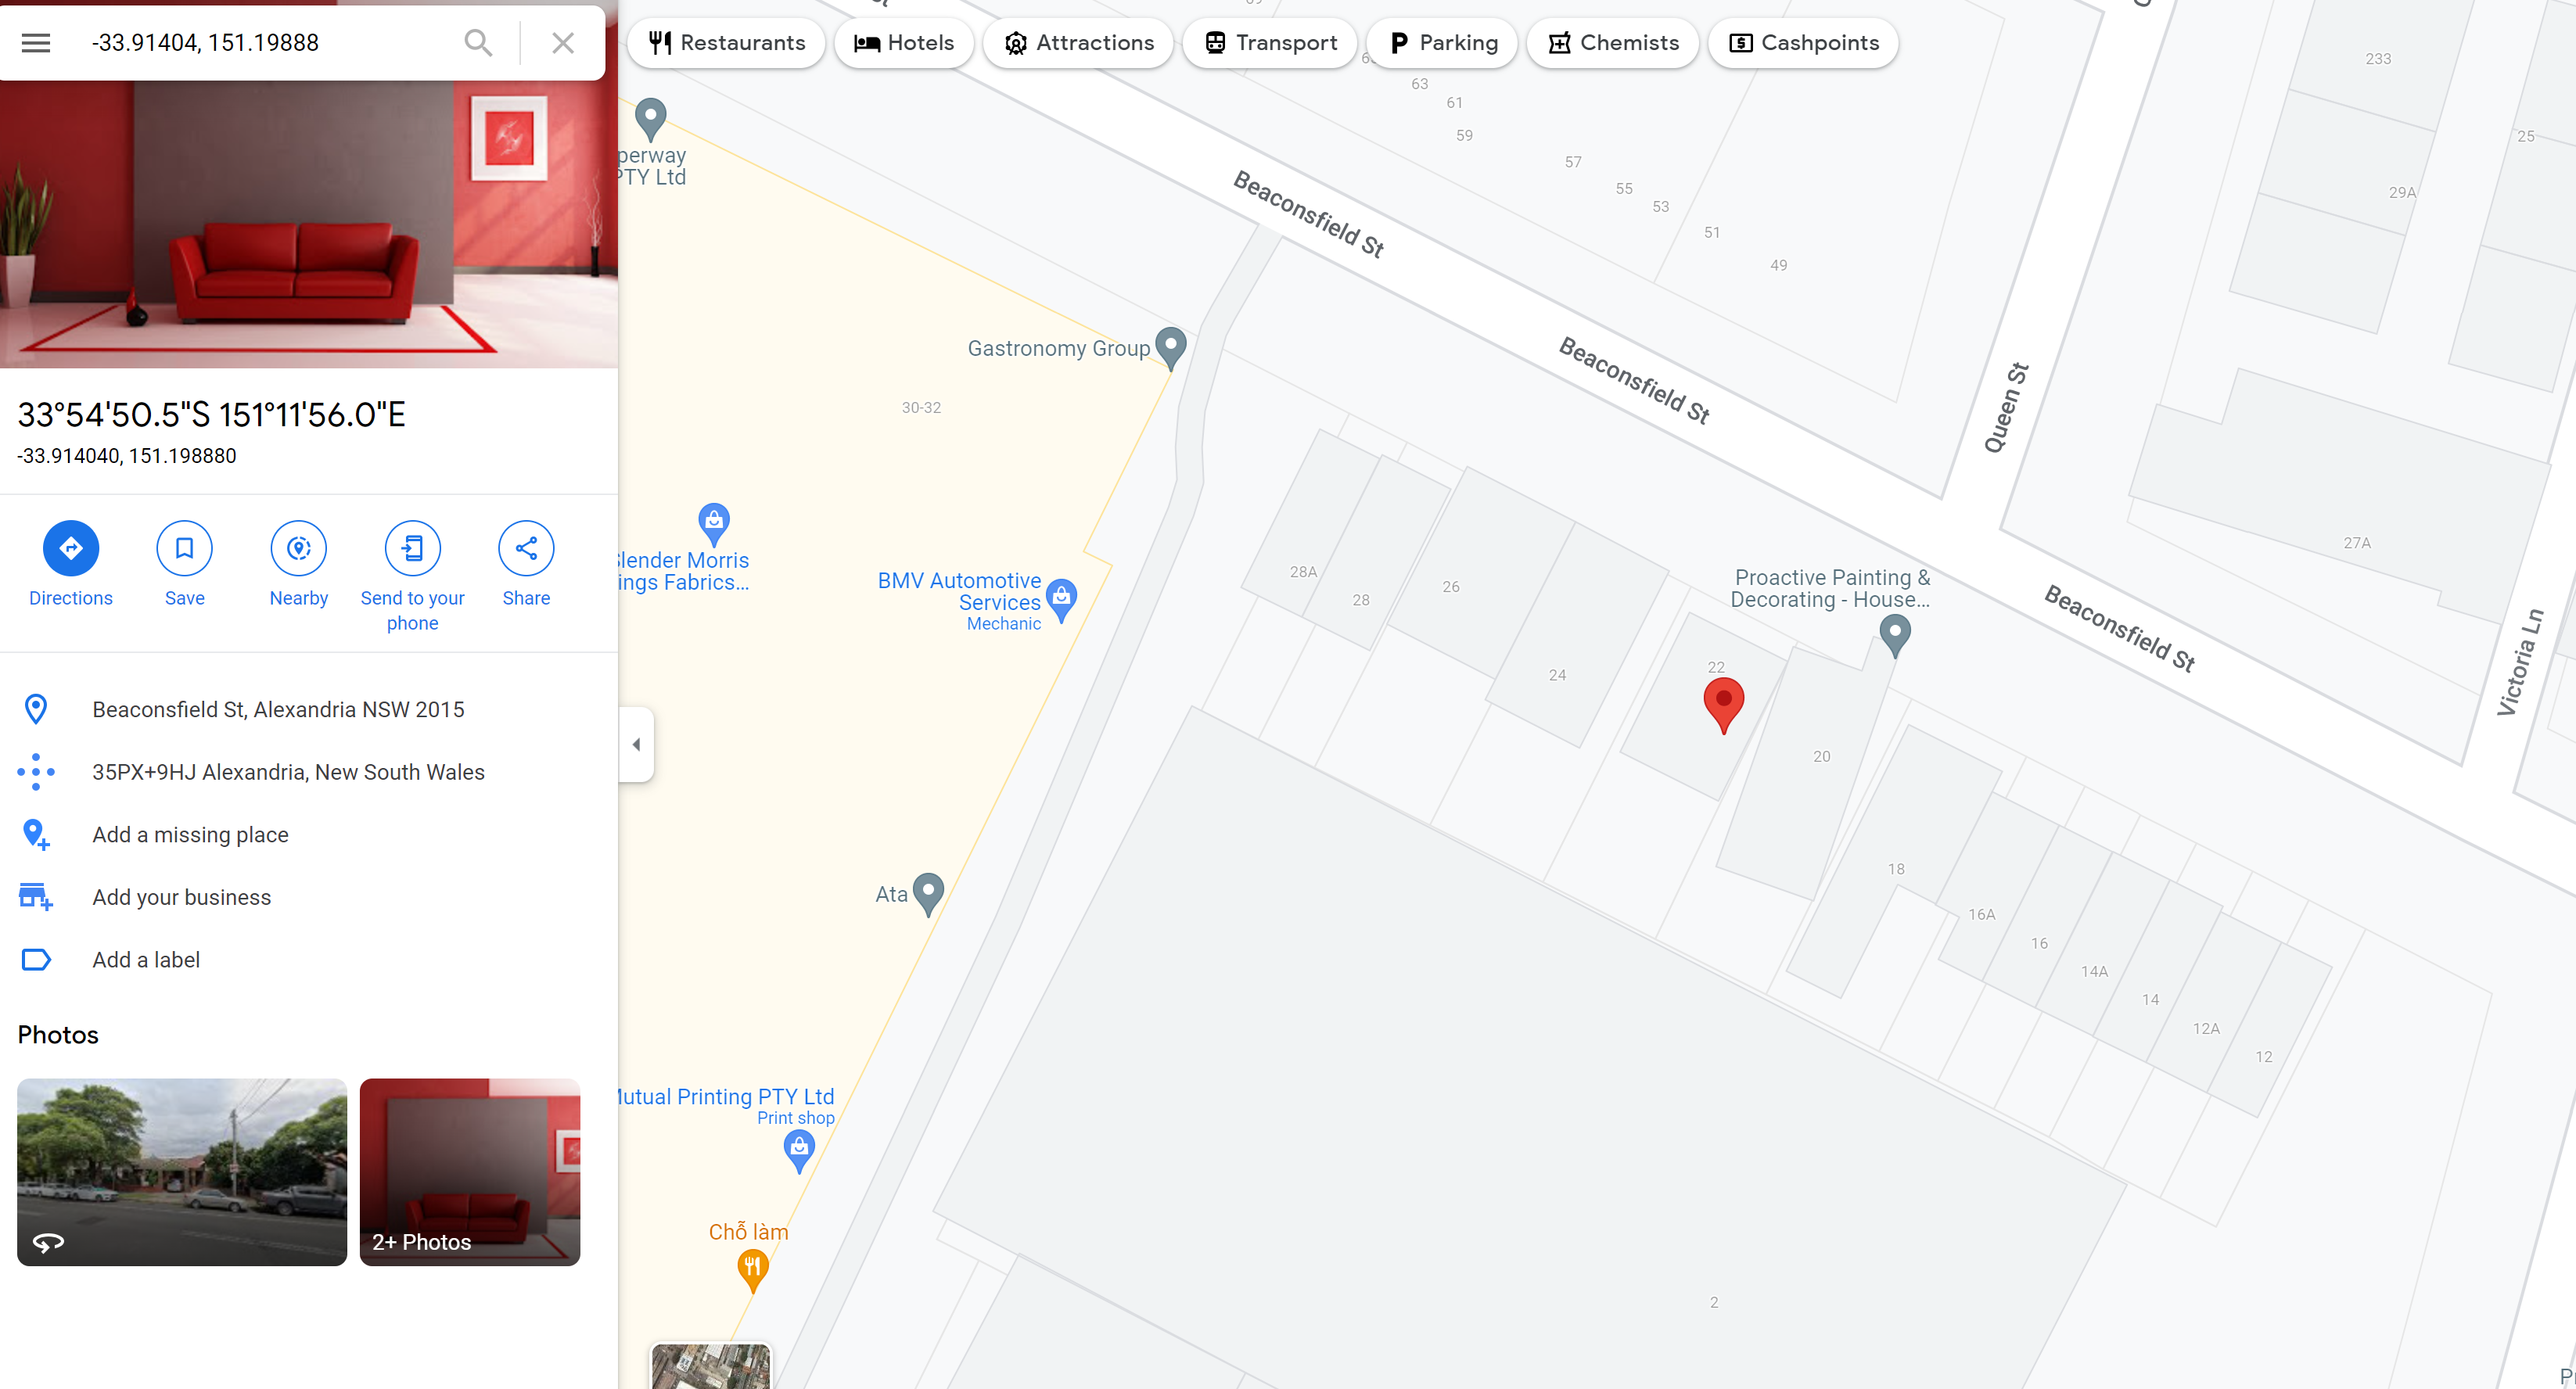 -33.91404, 151.19888
Restaurants
Hotels
Attractions
Transport
Parking
Chemists
Cashpoints
33°54'50.5"S 151°11'56.0"E
-33.914040, 151.198880
Directions
Save
Nearby
Send to your
phone
Share
Beaconsfield St, Alexandria NSW 2015
35PX+9HJ Alexandria, New South Wales
Add a missing place
Add your business
Add a label
Photos
2+ Photos
63
61
59
57
55
53
51
49
233
25
29A
27A
perway
PTY Ltd
Beaconsfield St
Beaconsfield St
Beaconsfield St
Queen St
Victoria Ln
Gastronomy Group
30-32
Slender Morris
ings Fabrics...
BMV Automotive
Services
Mechanic
28A
28
26
24
Proactive Painting &
Decorating - House...
22
20
18
16A
16
14A
14
12A
12
Ata
Mutual Printing PTY Ltd
Print shop
Chỗ làm
2